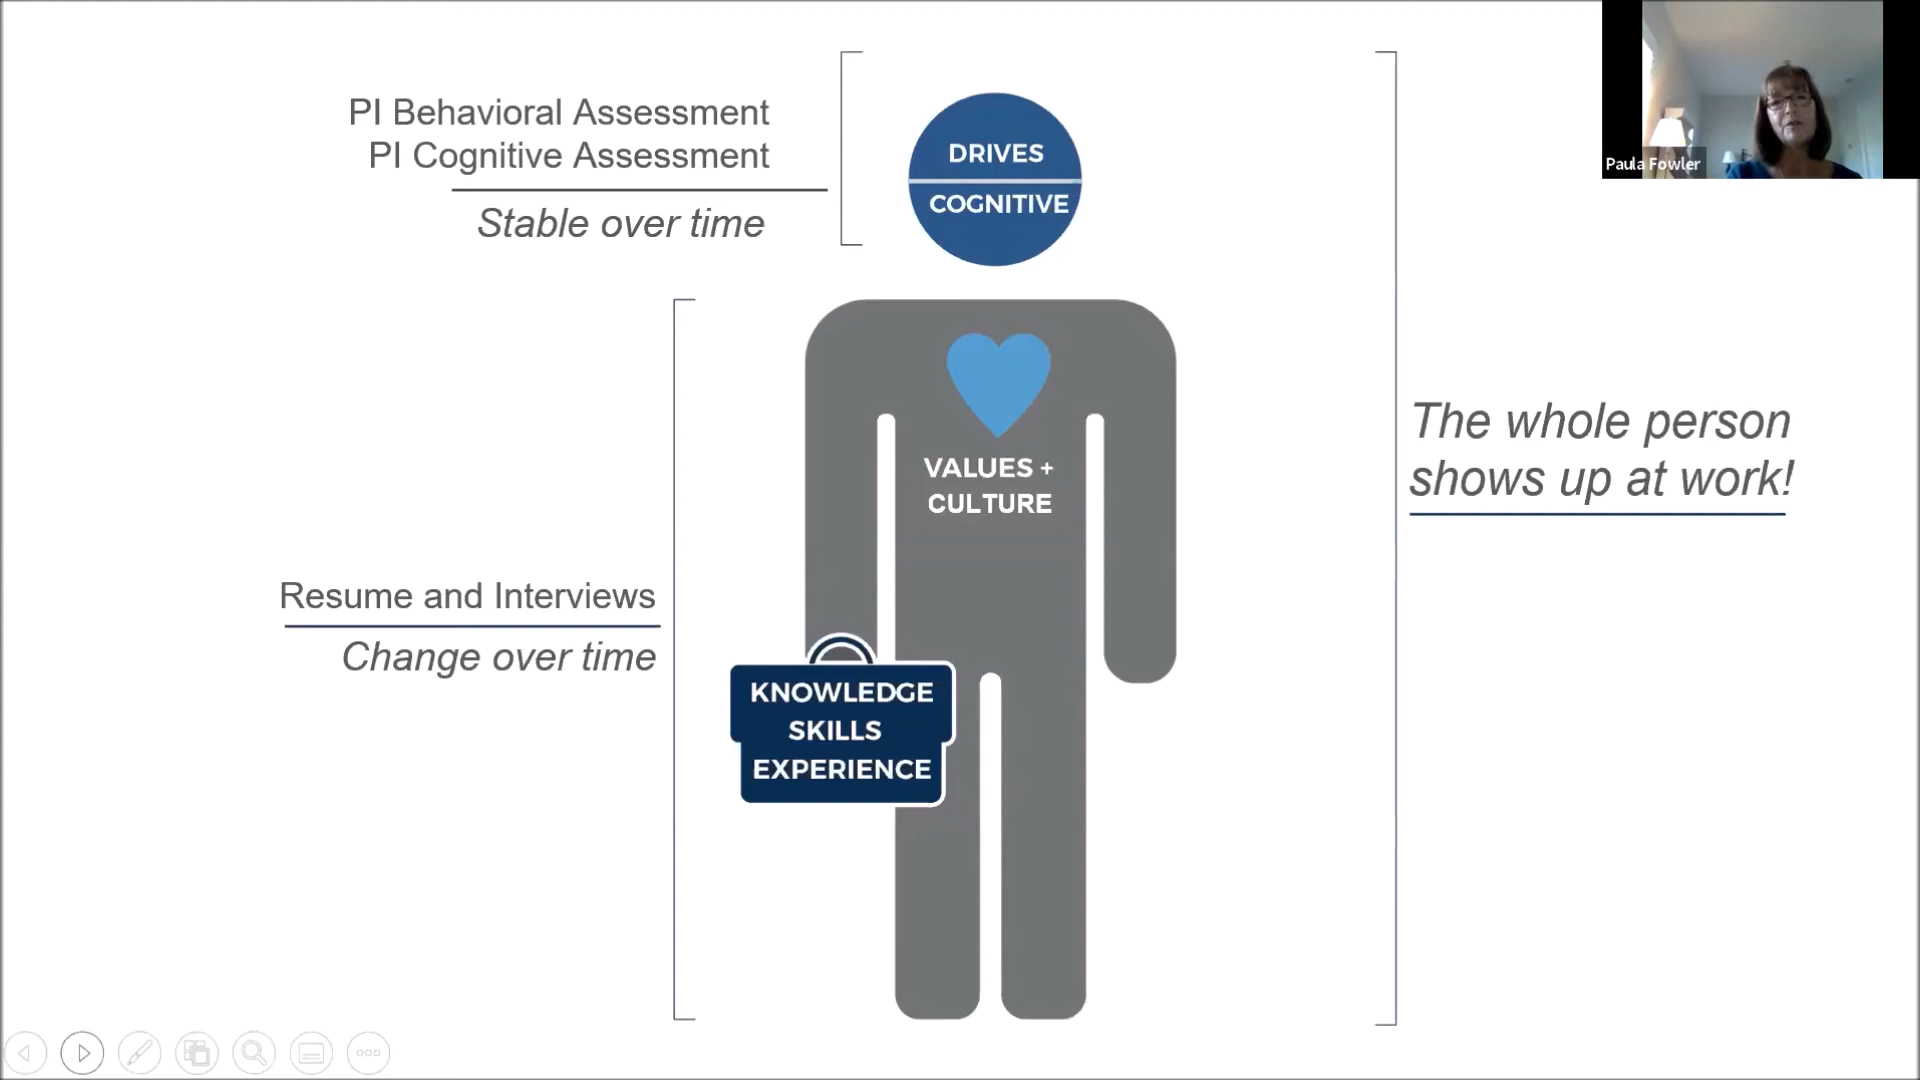 PI Behavioral Assessment
PI Cognitive Assessment
Stable over time
DRIVES
COGNITIVE
Paula Fowler
VALUES +
CULTURE
The whole person
shows up at work!
Resume and Interviews
Change over time
KNOWLEDGE
SKILLS
EXPERIENCE